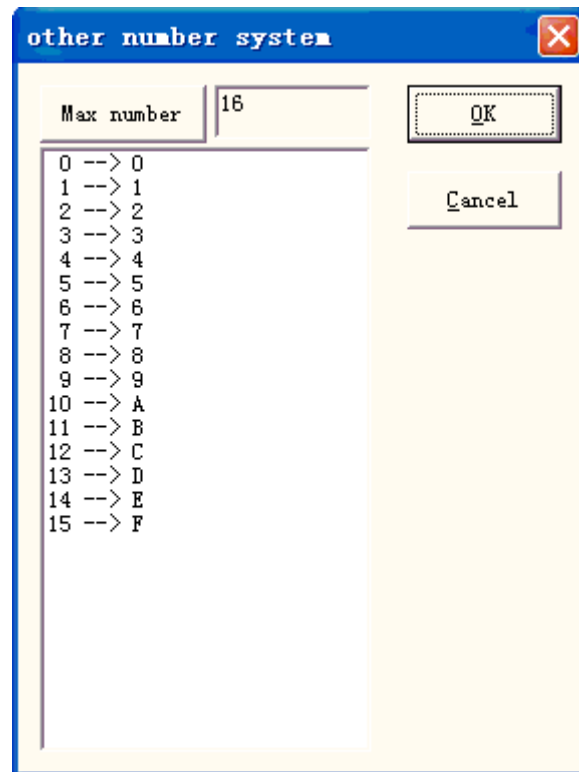 other number system
Max number
16
OK
0 --> 0
1 --> 1
2 --> 2
3 --> 3
4 --> 4
5 --> 5
6 --> 6
7 --> 7
8 --> 8
9 --> 9
10 --> A
11 --> B
12 --> C
13 --> D
14 --> E
15 --> F
Cancel